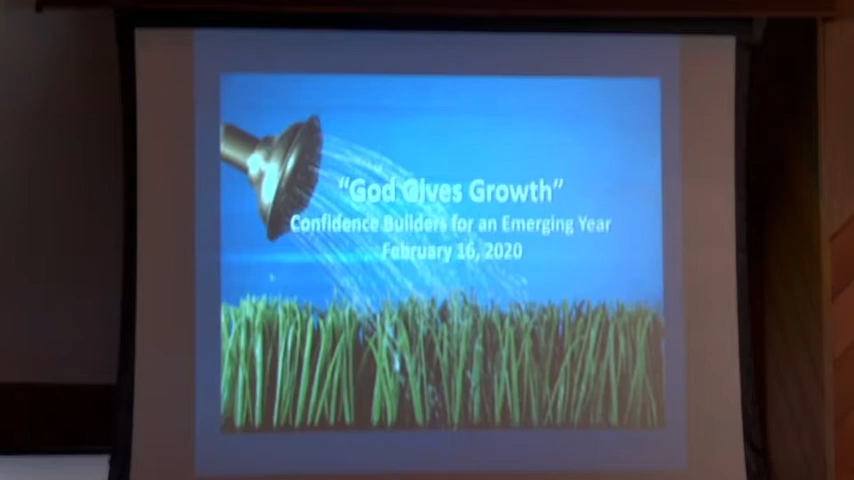 “God Gives Growth”
Confidence Builders for an Emerging Year
February 16, 2020